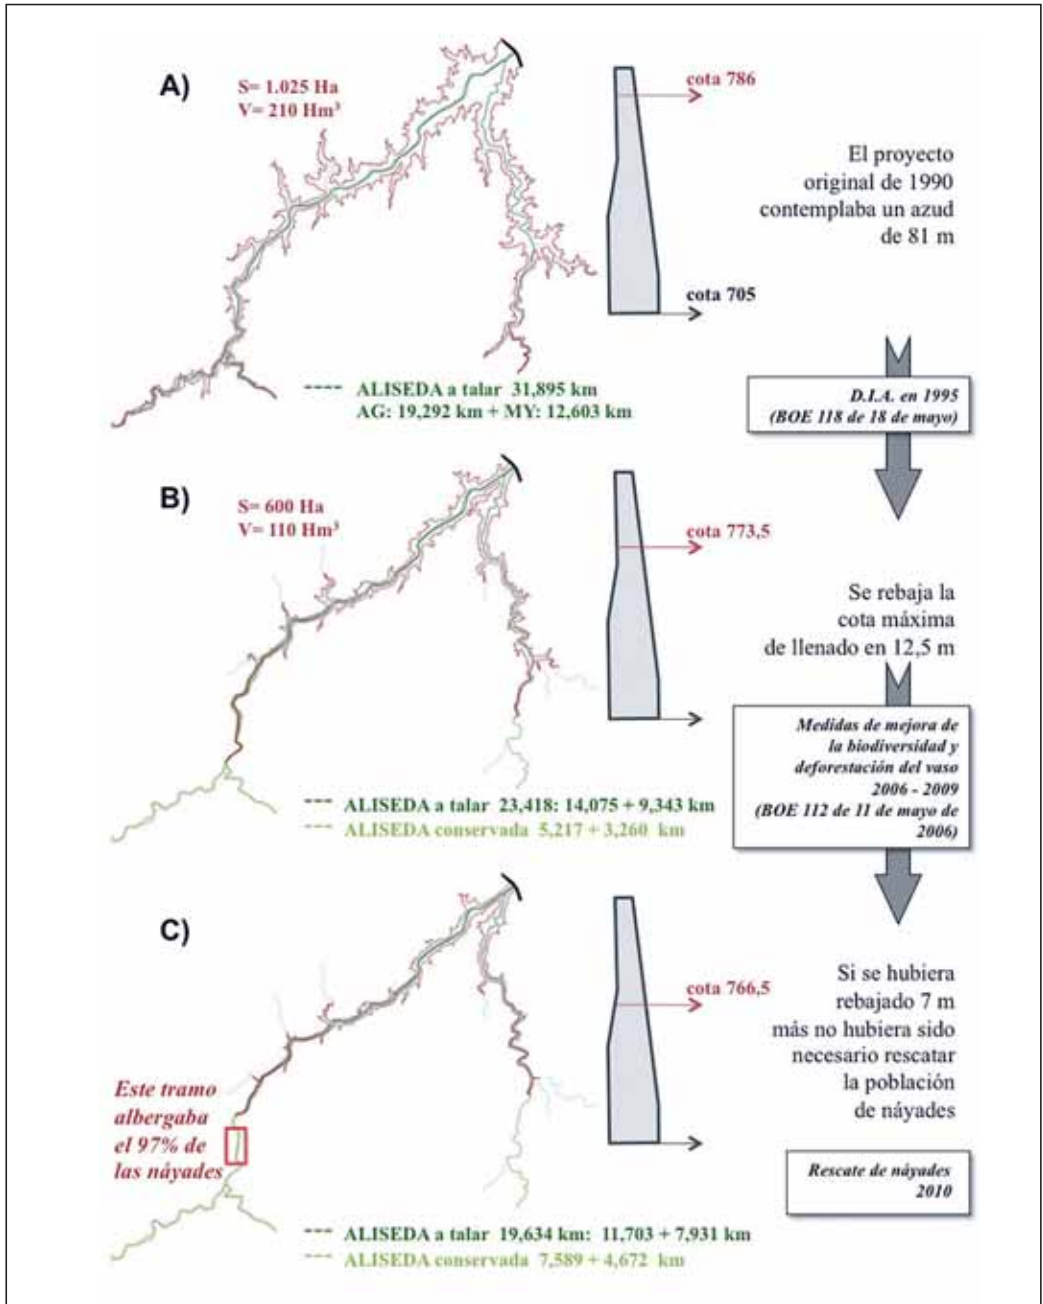 A)
S= 1.025 Ha
V= 210 Hm³
cota 786
El proyecto
original de 1990
contemplaba un azud
de 81 m
cota 705
ALISEDA a talar 31,895 km
AG: 19,292 km + MY: 12,603 km
D.I.A. en 1995
(BOE 118 de 18 de mayo)
B)
S= 600 Ha
V= 110 Hm³
cota 773,5
Se rebaja la
cota máxima
de llenado en 12,5 m
Medidas de mejora de
la biodiversidad y
deforestación del vaso
2006 - 2009
(BOE 112 de 11 de mayo de
2006)
ALISEDA a talar 23,418: 14,075 + 9,343 km
ALISEDA conservada 5,217 + 3,260 km
C)
cota 766,5
Si se hubiera
rebajado 7 m
más no hubiera sido
necesario rescatar
la población
de náyades
Este tramo
albergaba
el 97% de
las náyades
Rescate de náyades
2010
ALISEDA a talar 19,634 km: 11,703 + 7,931 km
ALISEDA conservada 7,589 + 4,672 km